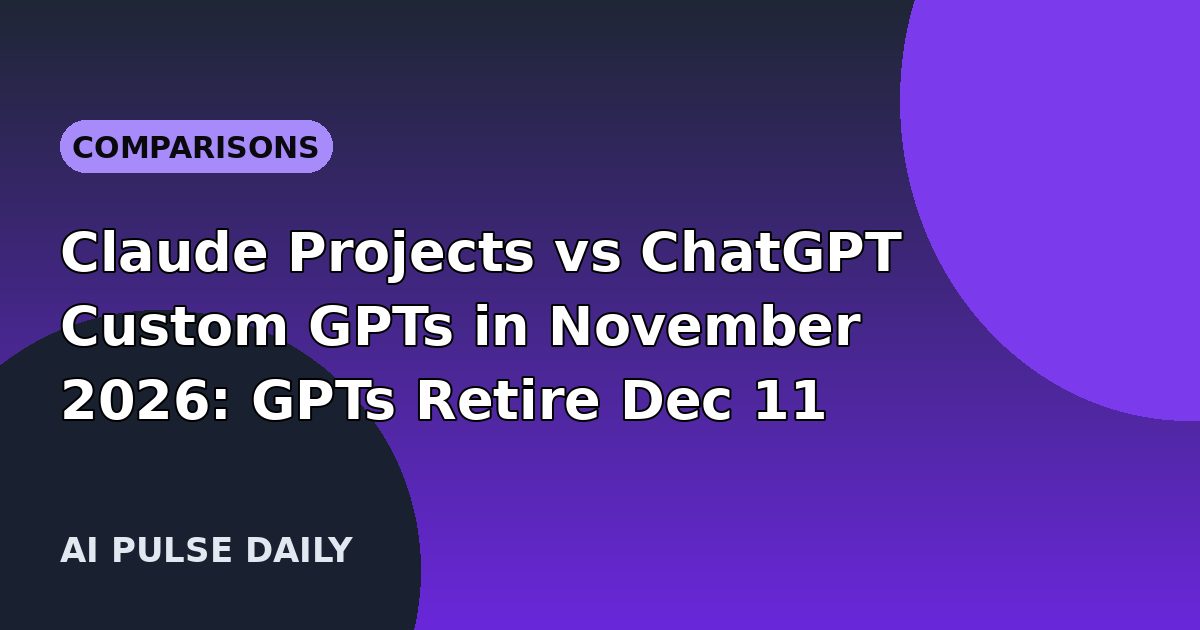 COMPARISONS
Claude Projects vs ChatGPT
Custom GPTs in November
2026: GPTs Retire Dec 11
AI PULSE DAILY